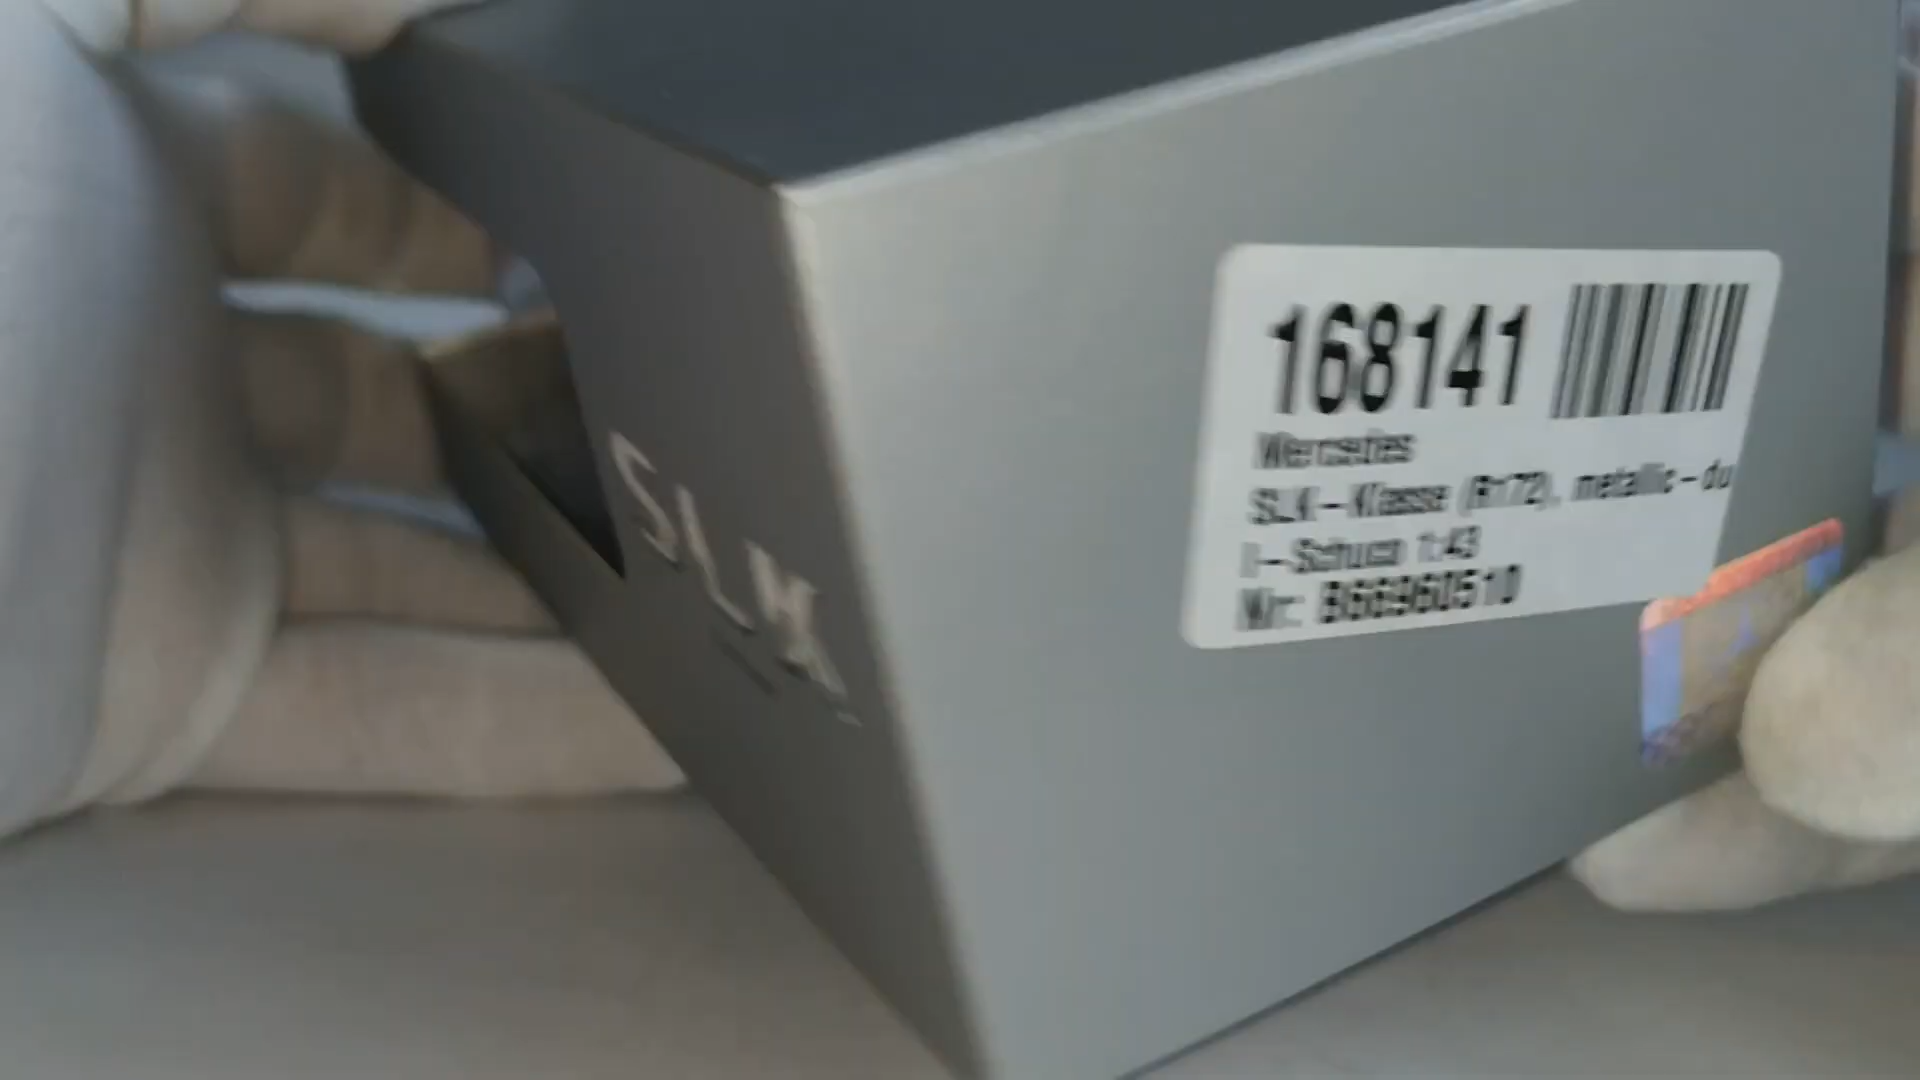 168141
Mercedes
SLK-Klasse (R172), metallic-du
I-Schuco 1:43
Nr: B66960510
SLK